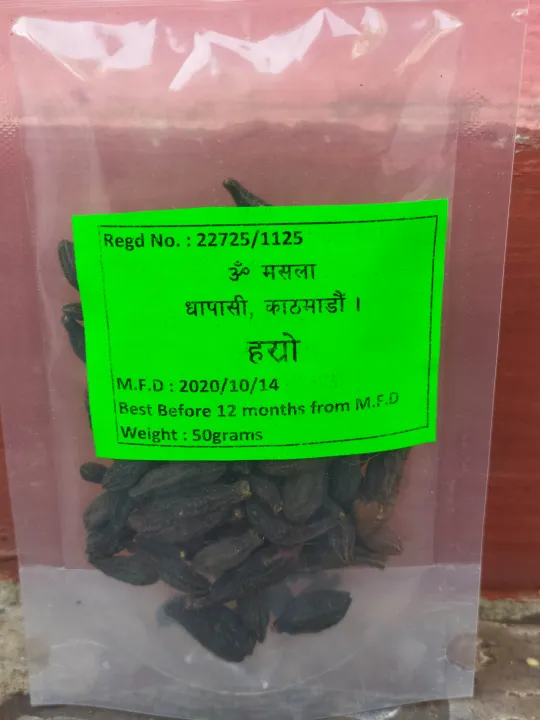 Regd No. : 22725/1125
ॐ मसला
धापासी, काठमाडौं ।
हर्रो
M.F.D : 2020/10/14
Best Before 12 months from M.F.D
Weight : 50grams